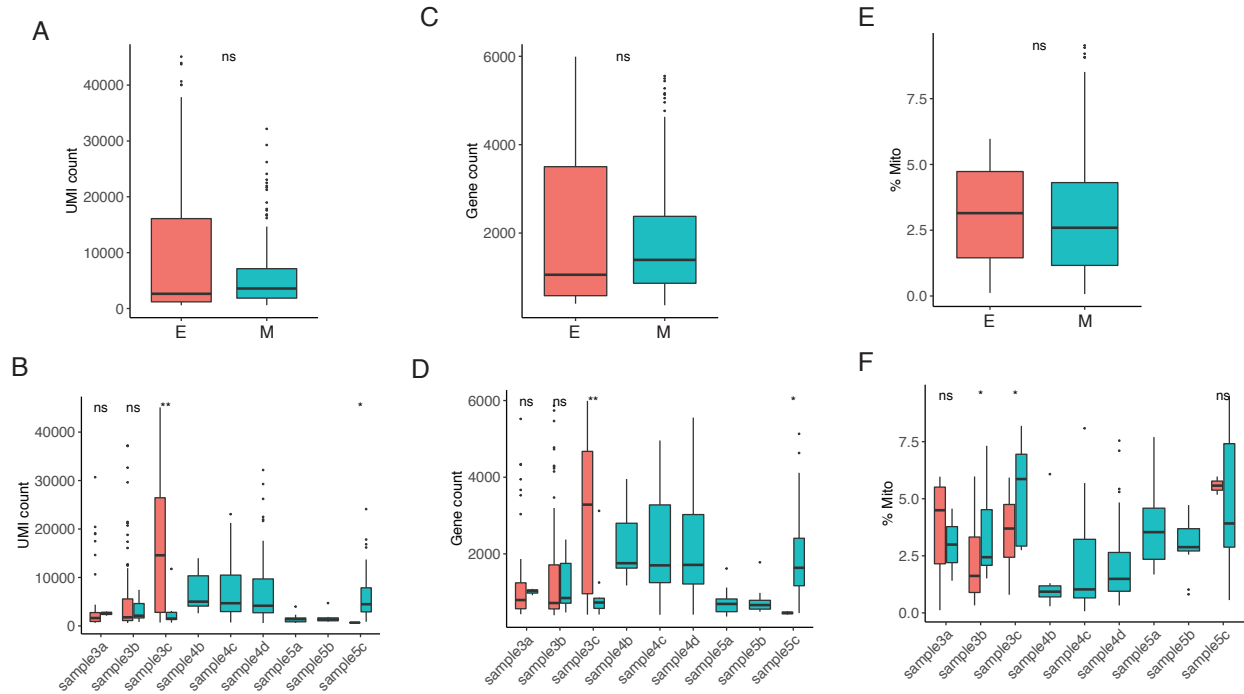 A
ns
UMI count
40000
30000
20000
10000
0
E
M
C
ns
Gene count
6000
4000
2000
E
M
E
ns
% Mito
7.5
5.0
2.5
0.0
E
M
B
ns
ns
**
*
UMI count
40000
30000
20000
10000
0
sample3a
sample3b
sample3c
sample4b
sample4c
sample4d
sample5a
sample5b
sample5c
D
ns
ns
**
*
Gene count
6000
4000
2000
sample3a
sample3b
sample3c
sample4b
sample4c
sample4d
sample5a
sample5b
sample5c
F
ns
*
*
ns
% Mito
7.5
5.0
2.5
0.0
sample3a
sample3b
sample3c
sample4b
sample4c
sample4d
sample5a
sample5b
sample5c